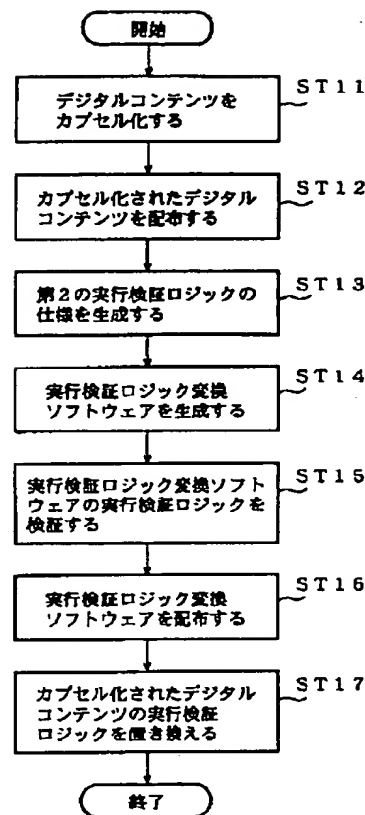 開始
ST11
デジタルコンテンツを
カプセル化する
ST12
カプセル化されたデジタル
コンテンツを配布する
ST13
第2の実行検証ロジックの
仕様を生成する
ST14
実行検証ロジック変換
ソフトウェアを生成する
ST15
実行検証ロジック変換ソフト
ウェアの実行検証ロジックを
検証する
ST16
実行検証ロジック変換
ソフトウェアを配布する
ST17
カプセル化されたデジタル
コンテンツの実行検証
ロジックを置き換える
終了